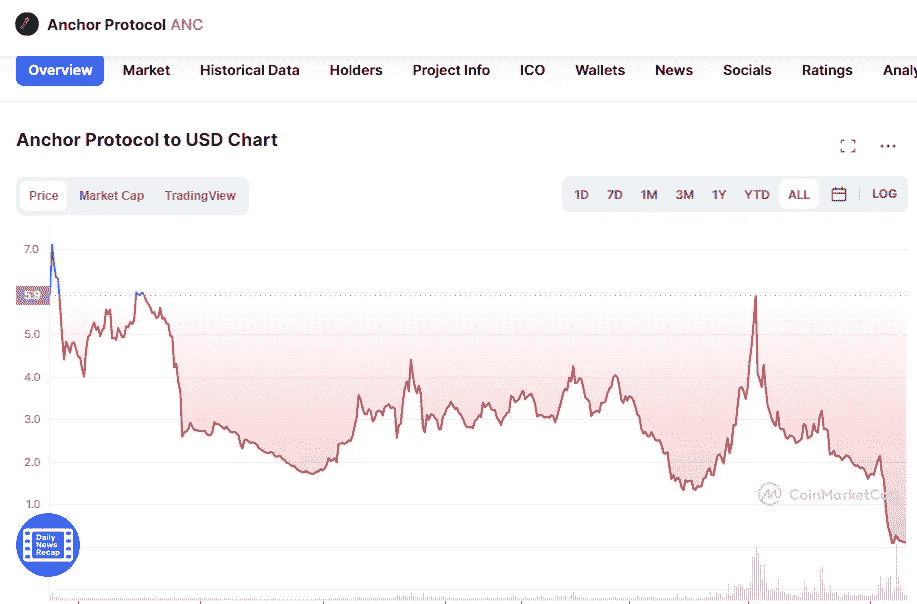 Anchor Protocol ANC
Overview Market Historical Data Holders Project Info ICO Wallets News Socials Ratings Analy
Anchor Protocol to USD Chart
Price Market Cap TradingView 1D 7D 1M 3M 1Y YTD ALL LOG
7.0
5.9
5.0
4.0
3.0
2.0
1.0
CoinMarketCa
Daily
News
Recap